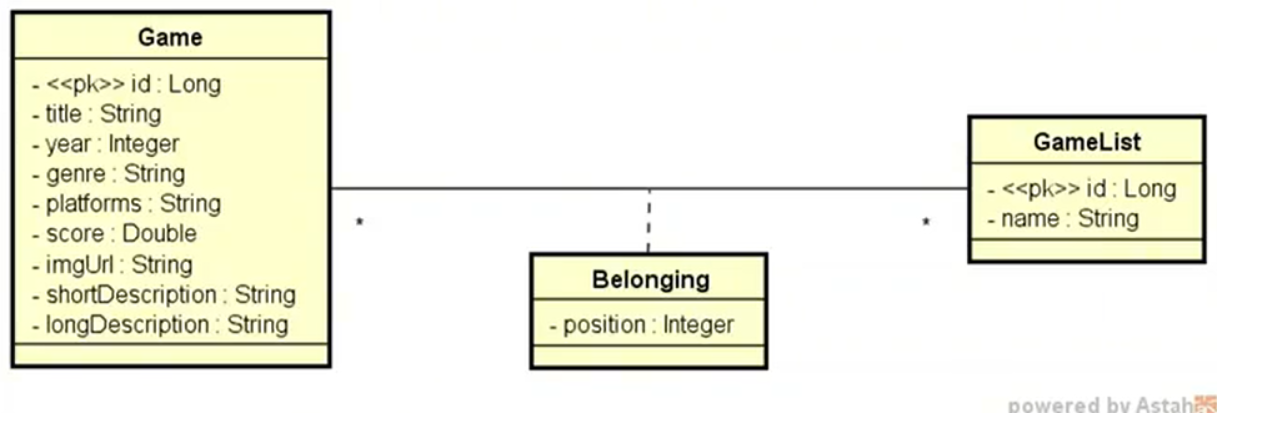 Game
- <<pk>> id : Long
- title : String
- year : Integer
- genre : String
- platforms : String
- score : Double
- imgUrl : String
- shortDescription : String
- longDescription : String
*
*
Belonging
- position : Integer
GameList
- <<pk>> id : Long
- name : String
powered by Astah